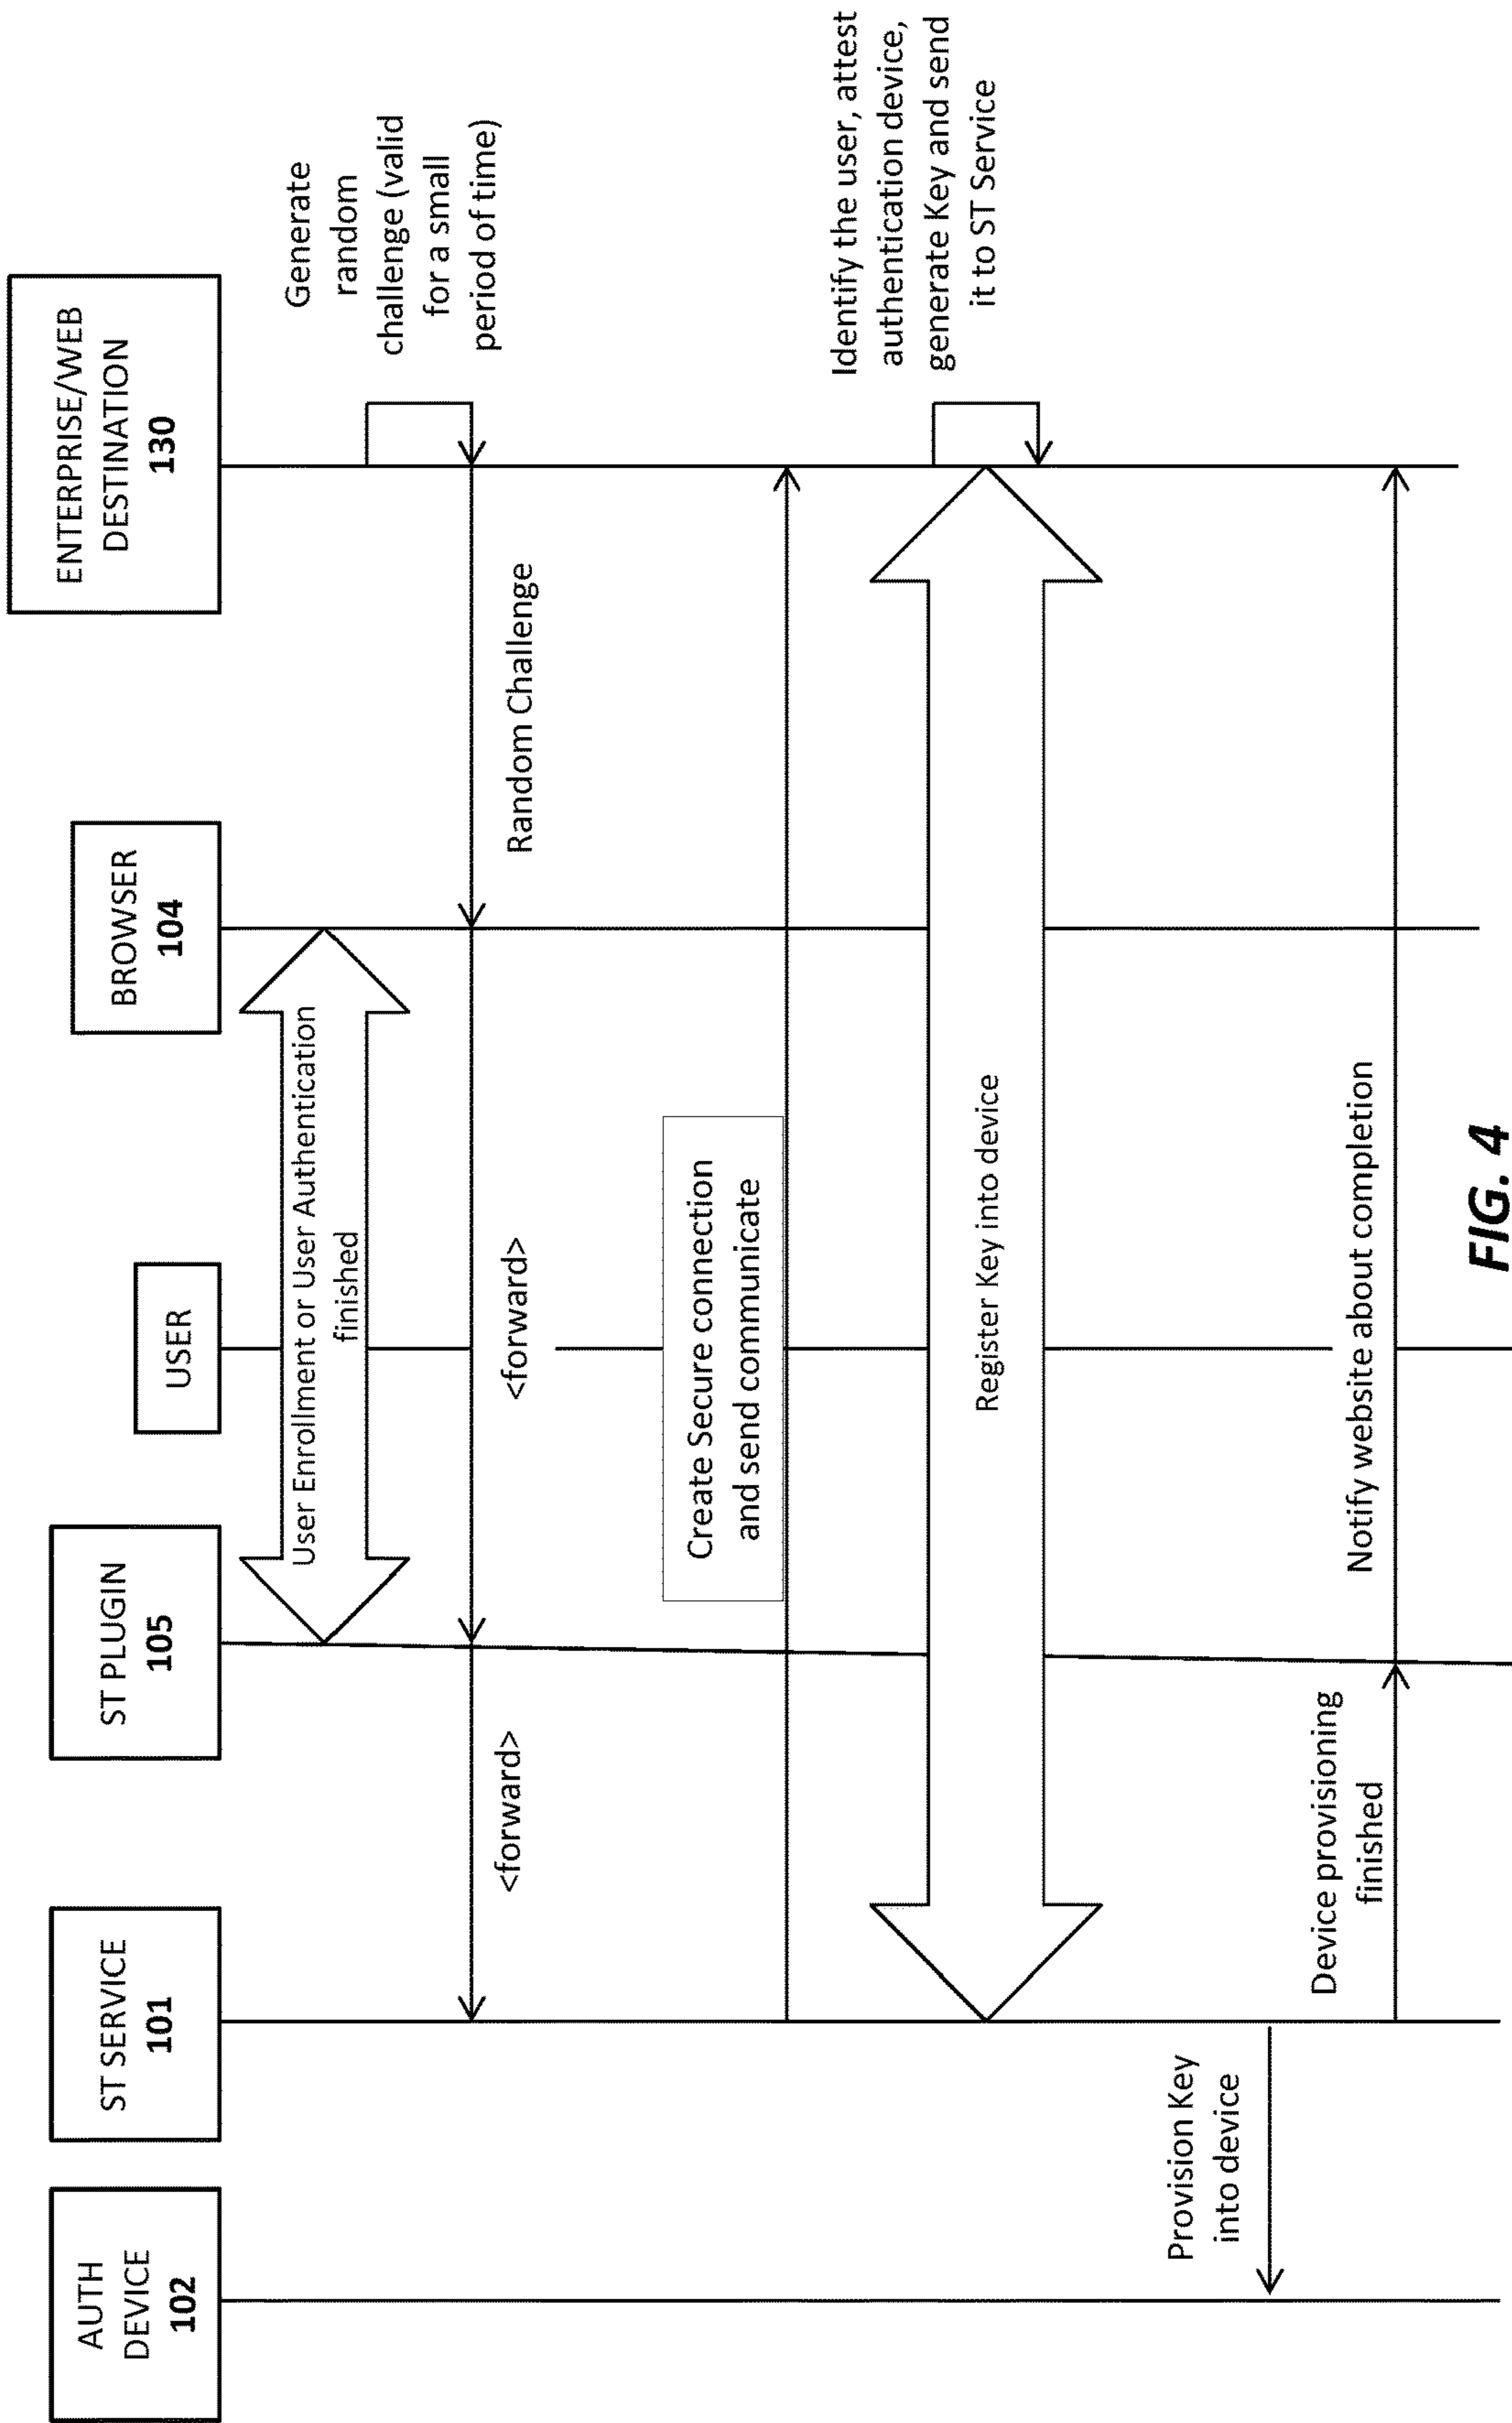 AUTH
DEVICE
102
ST SERVICE
101
ST PLUGIN
105
USER
BROWSER
104
ENTERPRISE/WEB
DESTINATION
130
User Enrollment or User Authentication
finished
Generate
random
challenge (valid
for a small
period of time)
<forward>
<forward>
Random Challenge
Create Secure connection
and send communicate
Identify the user, attest
authentication device,
generate Key and send
it to ST Service
Register Key into device
Provision Key
into device
Device provisioning
finished
Notify website about completion
FIG. 4